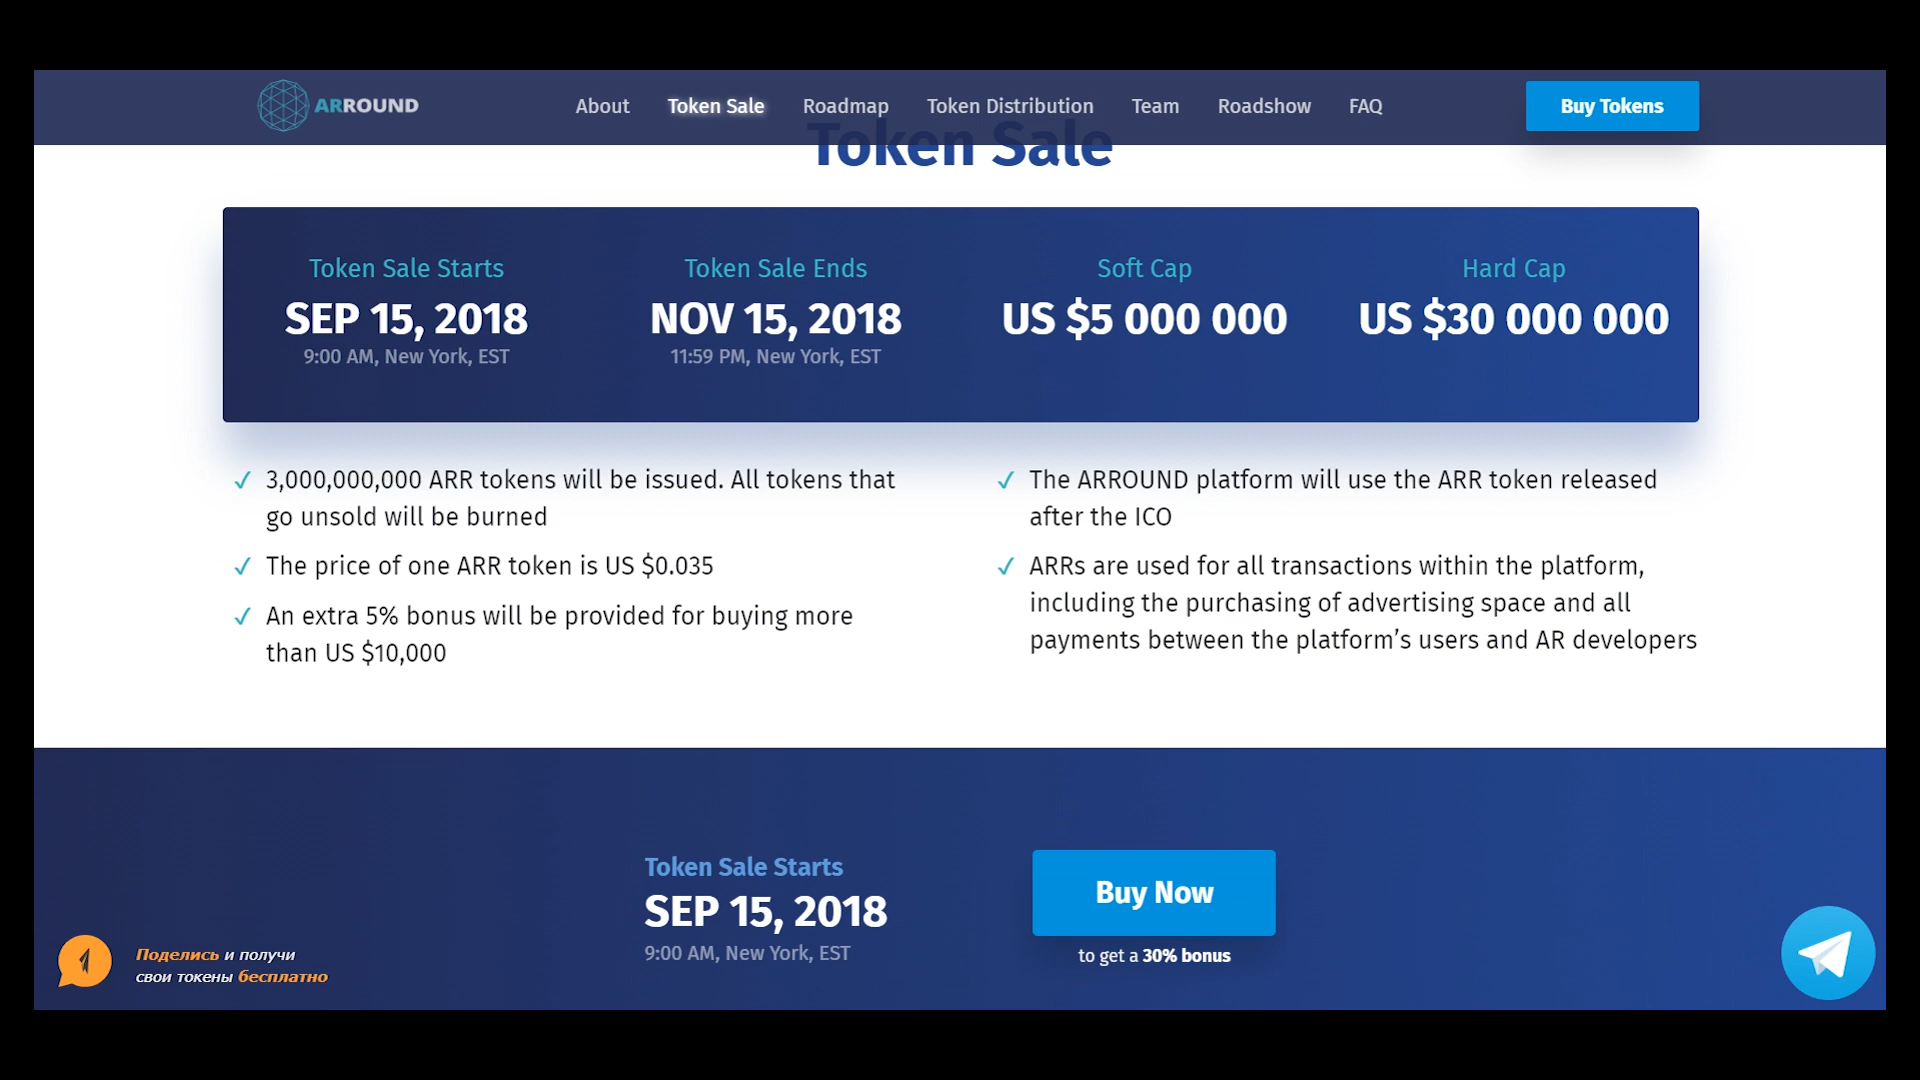 ARROUND
About Token Sale Roadmap Token Distribution Team Roadshow FAQ Buy Tokens
Token Sale
Token Sale Starts
SEP 15, 2018
9:00 AM, New York, EST
Token Sale Ends
NOV 15, 2018
11:59 PM, New York, EST
Soft Cap
US $5 000 000
Hard Cap
US $30 000 000
✓ 3,000,000,000 ARR tokens will be issued. All tokens that
go unsold will be burned
✓ The price of one ARR token is US $0.035
✓ An extra 5% bonus will be provided for buying more
than US $10,000
✓ The ARROUND platform will use the ARR token released
after the ICO
✓ ARRs are used for all transactions within the platform,
including the purchasing of advertising space and all
payments between the platform’s users and AR developers
Token Sale Starts
SEP 15, 2018
9:00 AM, New York, EST
Buy Now
to get a 30% bonus
Поделись и получи
свои токены бесплатно